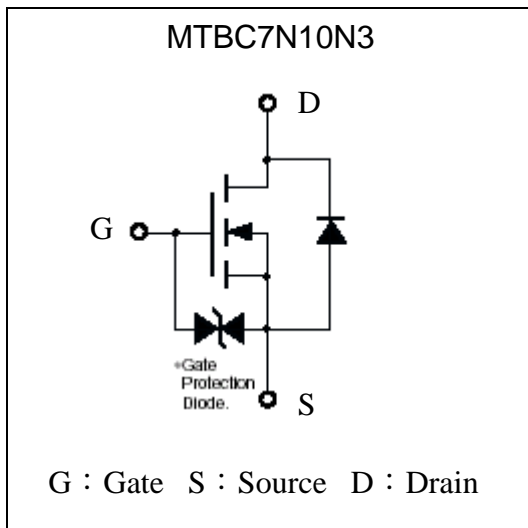 MTBC7N10N3
D
G
*Gate
Protection
Diode.
S
G：Gate S：Source D：Drain